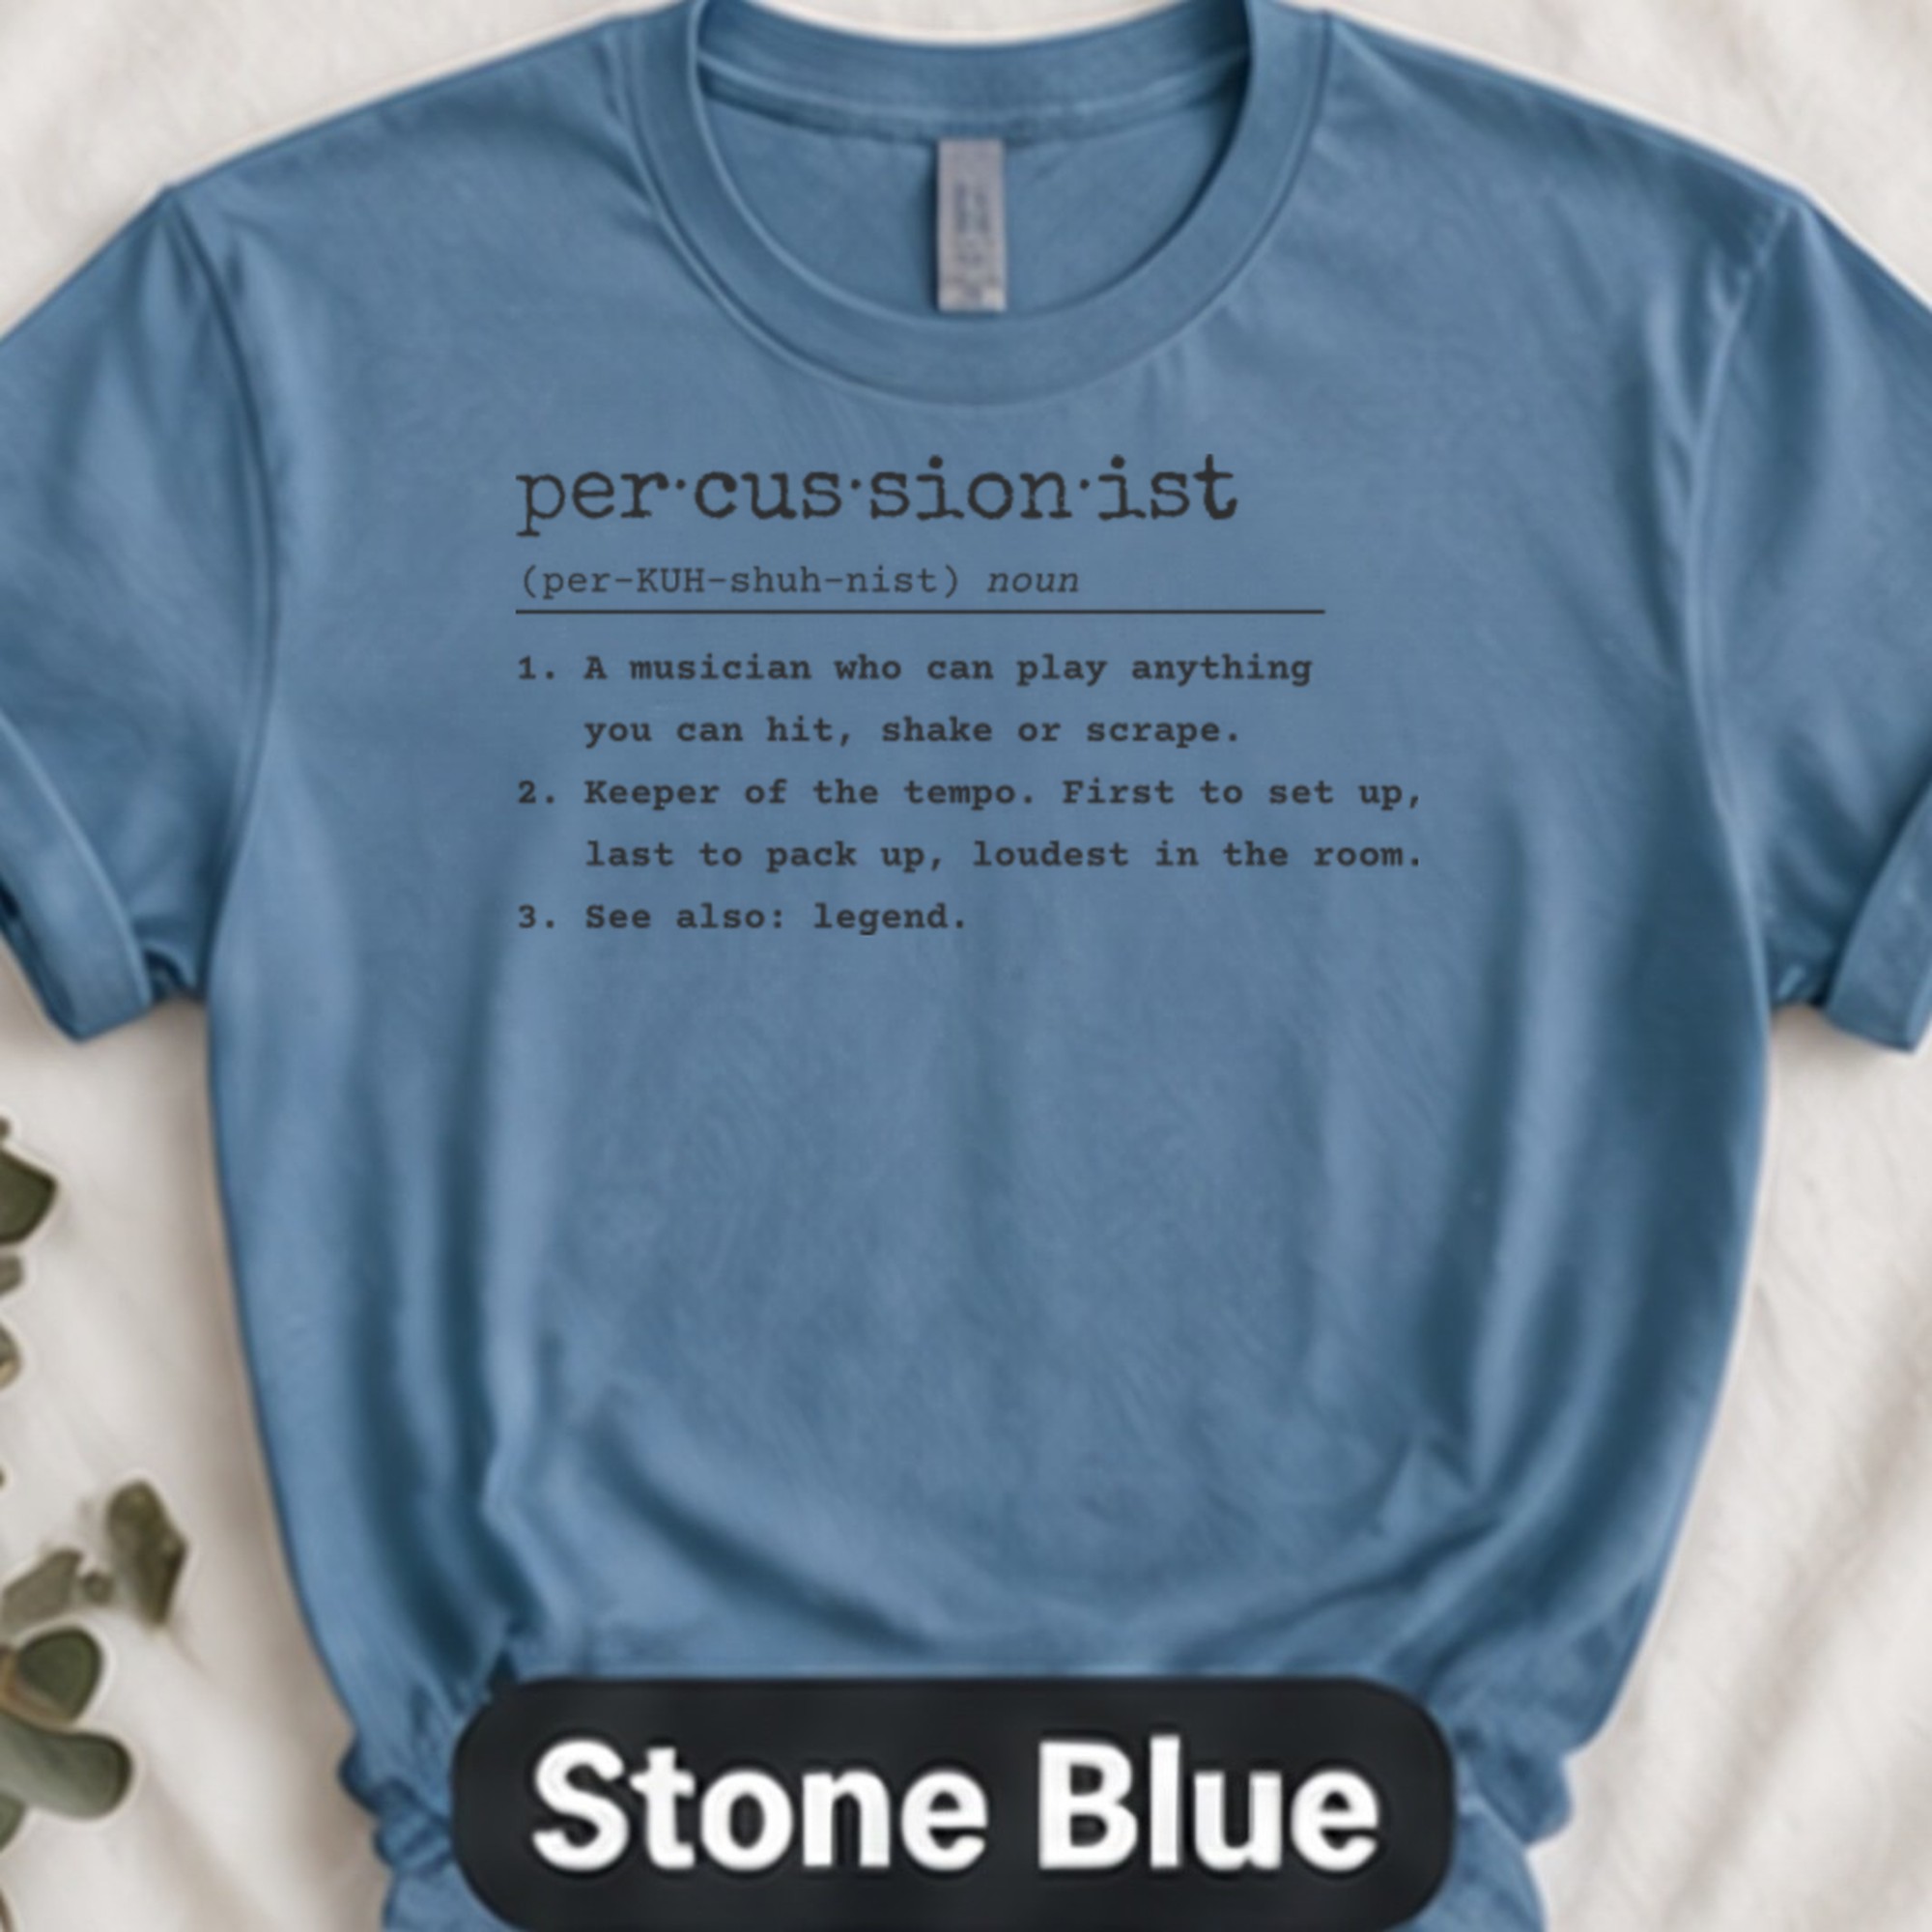 per·cus·sion·ist
(per-KUH-shuh-nist) noun
1. A musician who can play anything
you can hit, shake or scrape.
2. Keeper of the tempo. First to set up,
last to pack up, loudest in the room.
3. See also: legend.
Stone Blue